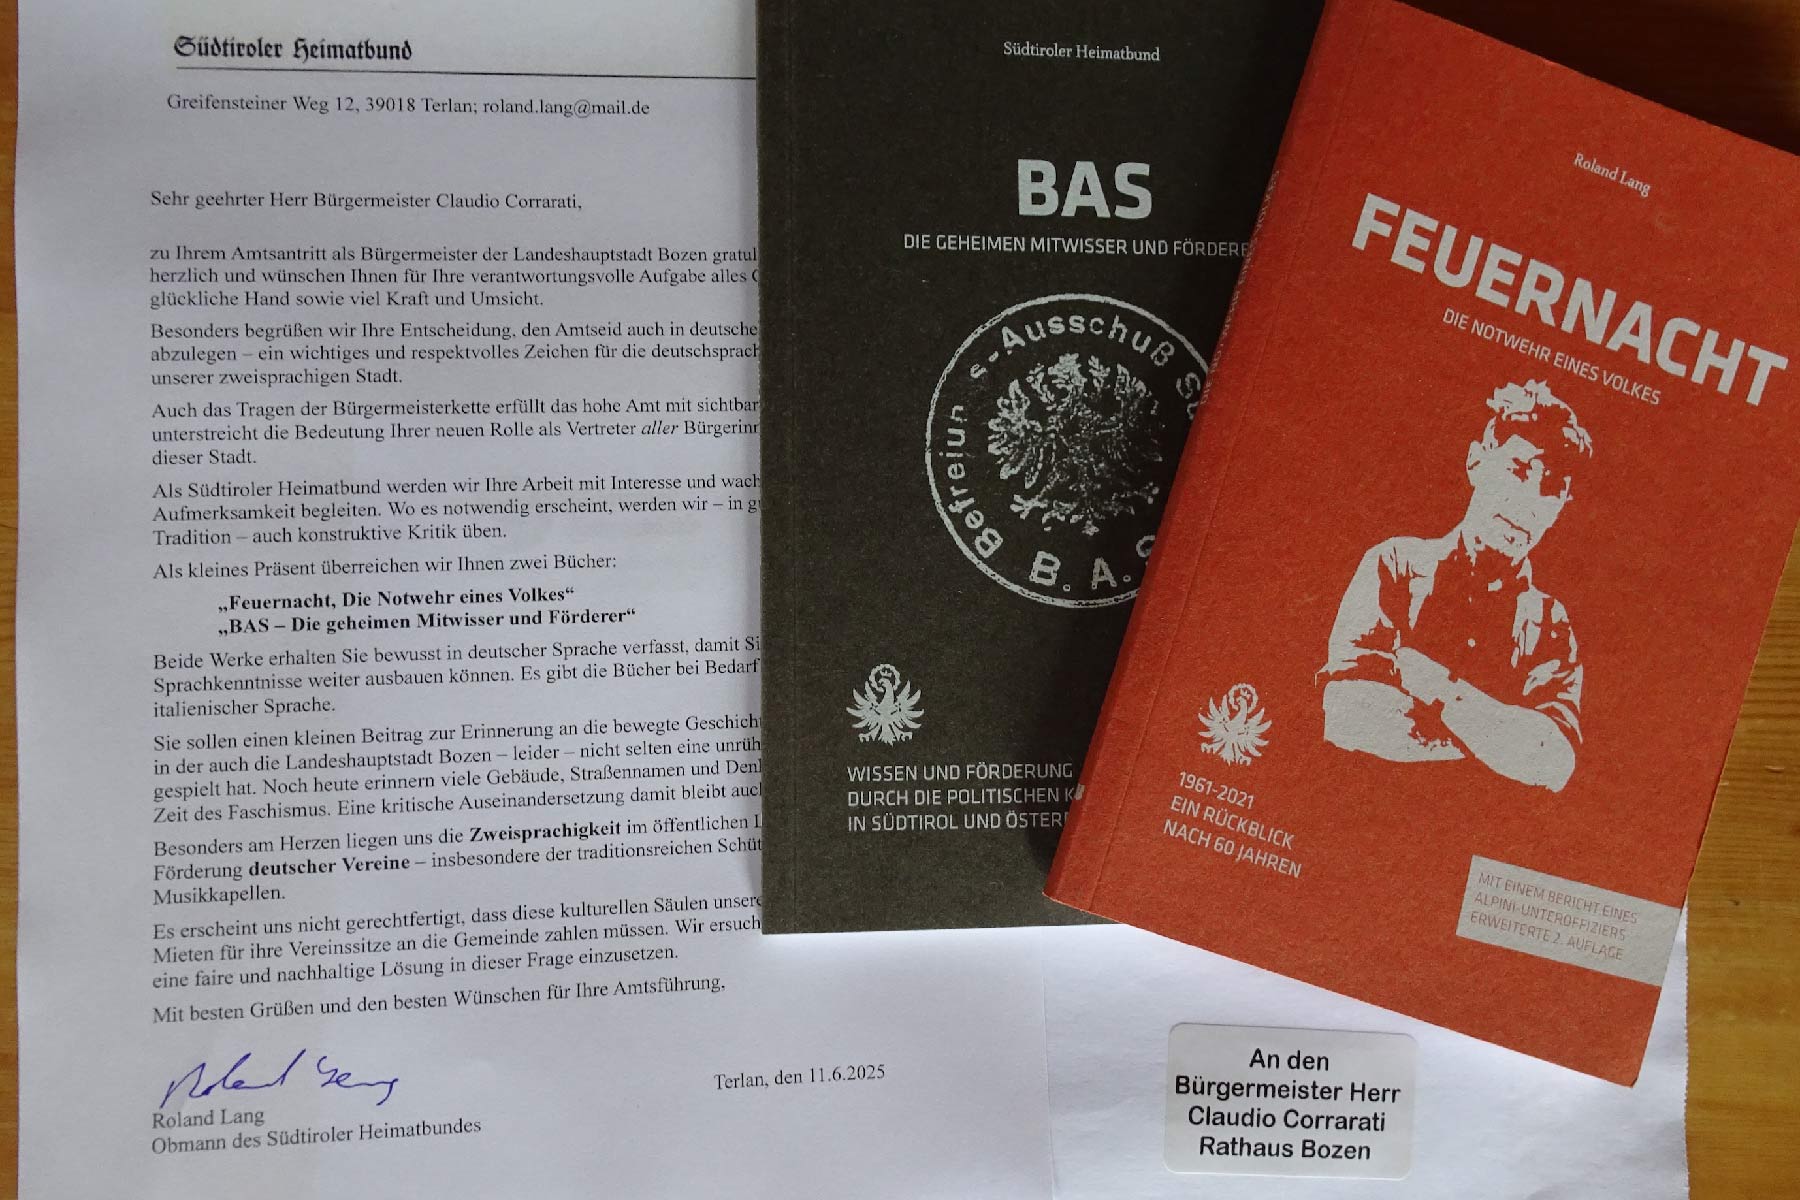 Südtiroler Heimatbund
Greifensteiner Weg 12, 39018 Terlan; roland.lang@mail.de
Sehr geehrter Herr Bürgermeister Claudio Corrarati,
zu Ihrem Amtsantritt als Bürgermeister der Landeshauptstadt Bozen gratul
herzlich und wünschen Ihnen für Ihre verantwortungsvolle Aufgabe alles
glückliche Hand sowie viel Kraft und Umsicht.
Besonders begrüßen wir Ihre Entscheidung, den Amtseid auch in deutsche
abzulegen – ein wichtiges und respektvolles Zeichen für die deutschsprach
unserer zweisprachigen Stadt.
Auch das Tragen der Bürgermeisterkette erfüllt das hohe Amt mit sichtbar
unterstreicht die Bedeutung Ihrer neuen Rolle als Vertreter aller Bürgerinn
dieser Stadt.
Als Südtiroler Heimatbund werden wir Ihre Arbeit mit Interesse und wach
Aufmerksamkeit begleiten. Wo es notwendig erscheint, werden wir – in g
Tradition – auch konstruktive Kritik üben.
Als kleines Präsent überreichen wir Ihnen zwei Bücher:
„Feuernacht, Die Notwehr eines Volkes“
„BAS – Die geheimen Mitwisser und Förderer“
Beide Werke erhalten Sie bewusst in deutscher Sprache verfasst, damit Si
Sprachkenntnisse weiter ausbauen können. Es gibt die Bücher bei Bedarf
italienischer Sprache.
Sie sollen einen kleinen Beitrag zur Erinnerung an die bewegte Geschich
in der auch die Landeshauptstadt Bozen – leider – nicht selten eine unrüh
gespielt hat. Noch heute erinnern viele Gebäude, Straßennamen und Denk
Zeit des Faschismus. Eine kritische Auseinandersetzung damit bleibt auc
Besonders am Herzen liegen uns die Zweisprachigkeit im öffentlichen L
Förderung deutscher Vereine – insbesondere der traditionsreichen Schüt
Musikkapellen.
Es erscheint uns nicht gerechtfertigt, dass diese kulturellen Säulen unsere
Mieten für ihre Vereinssitze an die Gemeinde zahlen müssen. Wir ersuch
eine faire und nachhaltige Lösung in dieser Frage einzusetzen.
Mit besten Grüßen und den besten Wünschen für Ihre Amtsführung,
Roland Lang
Terlan, den 11.6.2025
Roland Lang
Obmann des Südtiroler Heimatbundes
Südtiroler Heimatbund
BAS
DIE GEHEIMEN MITWISSER UND FÖRDERE
Befreiungs-Ausschuß Sü
B. A. S
WISSEN UND FÖRDERUNG
DURCH DIE POLITISCHEN K
IN SÜDTIROL UND ÖSTER
Roland Lang
FEUERNACHT
DIE NOTWEHR EINES VOLKES
1961-2021
EIN RÜCKBLICK
NACH 60 JAHREN
MIT EINEM BERICHT EINES
ALPINI-UNTEROFFIZIERS
ERWEITERTE 2. AUFLAGE
An den
Bürgermeister Herr
Claudio Corrarati
Rathaus Bozen